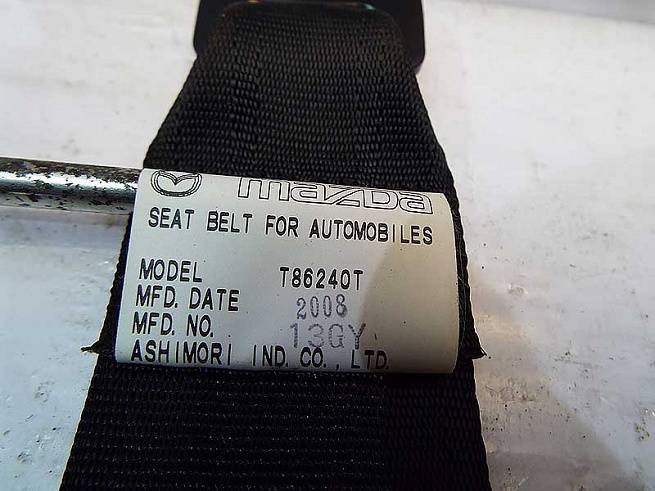 mazda
SEAT BELT FOR AUTOMOBILES
MODEL T86240T
MFD. DATE 2008
MFD. NO. 13GY
ASHIMORI IND. CO., LTD.